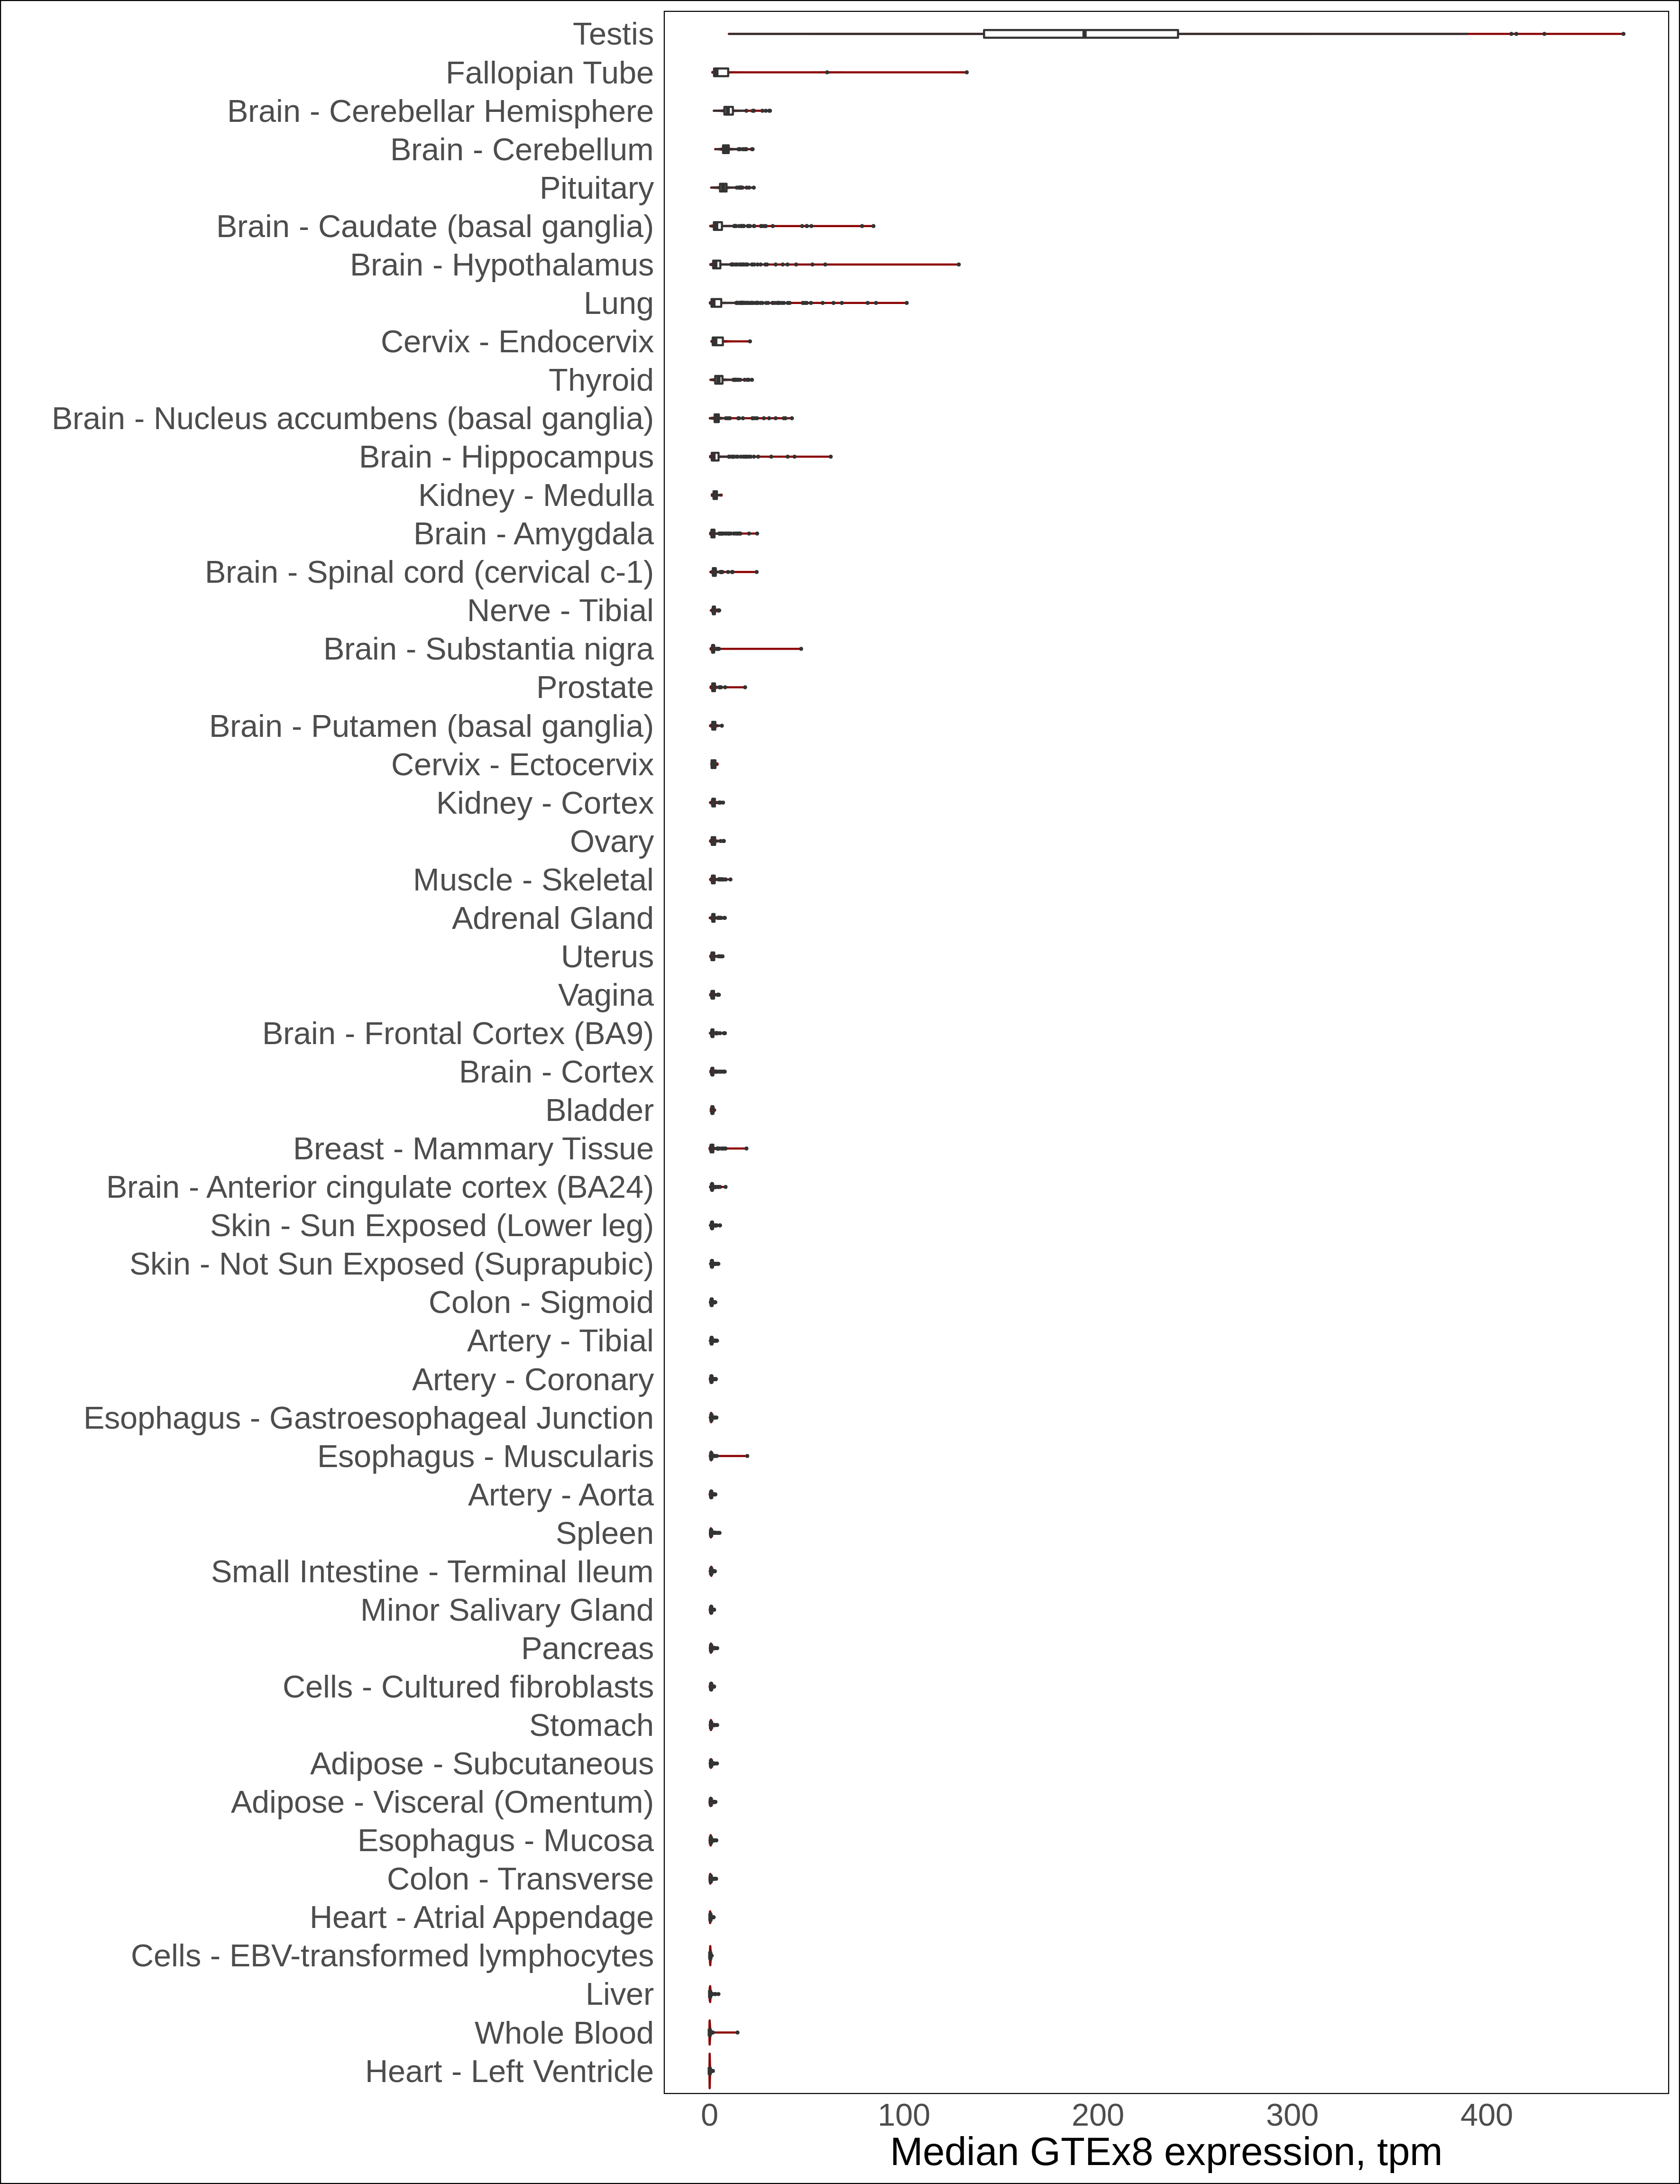 Testis
Fallopian Tube
Brain - Cerebellar Hemisphere
Brain - Cerebellum
Pituitary
Brain - Caudate (basal ganglia)
Brain - Hypothalamus
Lung
Cervix - Endocervix
Thyroid
Brain - Nucleus accumbens (basal ganglia)
Brain - Hippocampus
Kidney - Medulla
Brain - Amygdala
Brain - Spinal cord (cervical c-1)
Nerve - Tibial
Brain - Substantia nigra
Prostate
Brain - Putamen (basal ganglia)
Cervix - Ectocervix
Kidney - Cortex
Ovary
Muscle - Skeletal
Adrenal Gland
Uterus
Vagina
Brain - Frontal Cortex (BA9)
Brain - Cortex
Bladder
Breast - Mammary Tissue
Brain - Anterior cingulate cortex (BA24)
Skin - Sun Exposed (Lower leg)
Skin - Not Sun Exposed (Suprapubic)
Colon - Sigmoid
Artery - Tibial
Artery - Coronary
Esophagus - Gastroesophageal Junction
Esophagus - Muscularis
Artery - Aorta
Spleen
Small Intestine - Terminal Ileum
Minor Salivary Gland
Pancreas
Cells - Cultured fibroblasts
Stomach
Adipose - Subcutaneous
Adipose - Visceral (Omentum)
Esophagus - Mucosa
Colon - Transverse
Heart - Atrial Appendage
Cells - EBV-transformed lymphocytes
Liver
Whole Blood
Heart - Left Ventricle
0 100 200 300 400
Median GTEx8 expression, tpm